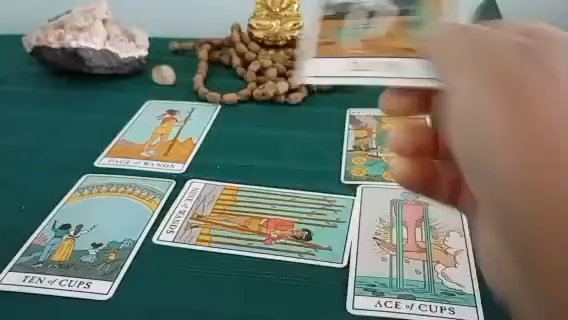 PAGE of WANDS
NINE of WANDS
TEN of CUPS
ACE of CUPS